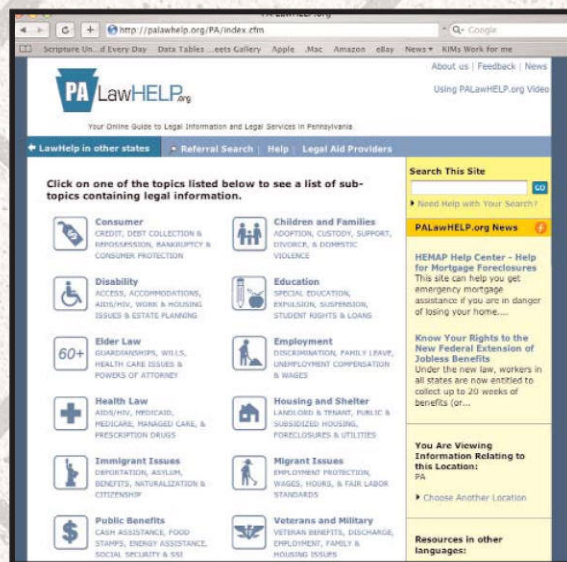 PA LawHELP.org
http://palawhelp.org/PA/index.cfm
Q- Google
Scripture Un...d Every Day Data Tables ...eets Gallery Apple .Mac Amazon eBay News KIMs Work for me
About us | Feedback | News
Using PALawHELP.org Video
PA LawHELP.org
Your Online Guide to Legal Information and Legal Services in Pennsylvania
LawHelp in other states Referral Search | Help | Legal Aid Providers
Click on one of the topics listed below to see a list of sub-
topics containing legal information.
Consumer
CREDIT, DEBT COLLECTION &
REPOSSESSION, BANKRUPTCY &
CONSUMER PROTECTION
Children and Families
ADOPTION, CUSTODY, SUPPORT,
DIVORCE, & DOMESTIC
VIOLENCE
Disability
ACCESS, ACCOMMODATIONS,
AIDS/HIV, WORK & HOUSING
ISSUES & ESTATE PLANNING
Education
SPECIAL EDUCATION,
EXPULSION, SUSPENSION,
STUDENT RIGHTS & LOANS
60+
Elder Law
GUARDIANSHIPS, WILLS,
HEALTH CARE ISSUES &
POWERS OF ATTORNEY
Employment
DISCRIMINATION, FAMILY LEAVE,
UNEMPLOYMENT COMPENSATION
& WAGES
Health Law
AIDS/HIV, MEDICAID,
MEDICARE, MANAGED CARE, &
PRESCRIPTION DRUGS
Housing and Shelter
LANDLORD & TENANT, PUBLIC &
SUBSIDIZED HOUSING,
FORECLOSURES & UTILITIES
Immigrant Issues
DEPORTATION, ASYLUM,
BENEFITS, NATURALIZATION &
CITIZENSHIP
Migrant Issues
EMPLOYMENT PROTECTION,
WAGES, HOURS, & FAIR LABOR
STANDARDS
$
Public Benefits
CASH ASSISTANCE, FOOD
STAMPS, ENERGY ASSISTANCE,
SOCIAL SECURITY & SSI
Veterans and Military
VETERAN BENEFITS, DISCHARGE,
EMPLOYMENT, FAMILY &
HOUSING ISSUES
Search This Site
GO
Need Help with Your Search?
PALawHELP.org News
HEMAP Help Center - Help
for Mortgage Foreclosures
This site can help you get
emergency mortgage
assistance if you are in danger
of losing your home....
Know Your Rights to the
New Federal Extension of
Jobless Benefits
Under the new law, workers in
all states are now entitled to
collect up to 20 weeks of
benefits (or...
You Are Viewing
Information Relating to
this Location:
PA
Choose Another Location
Resources in other
languages: